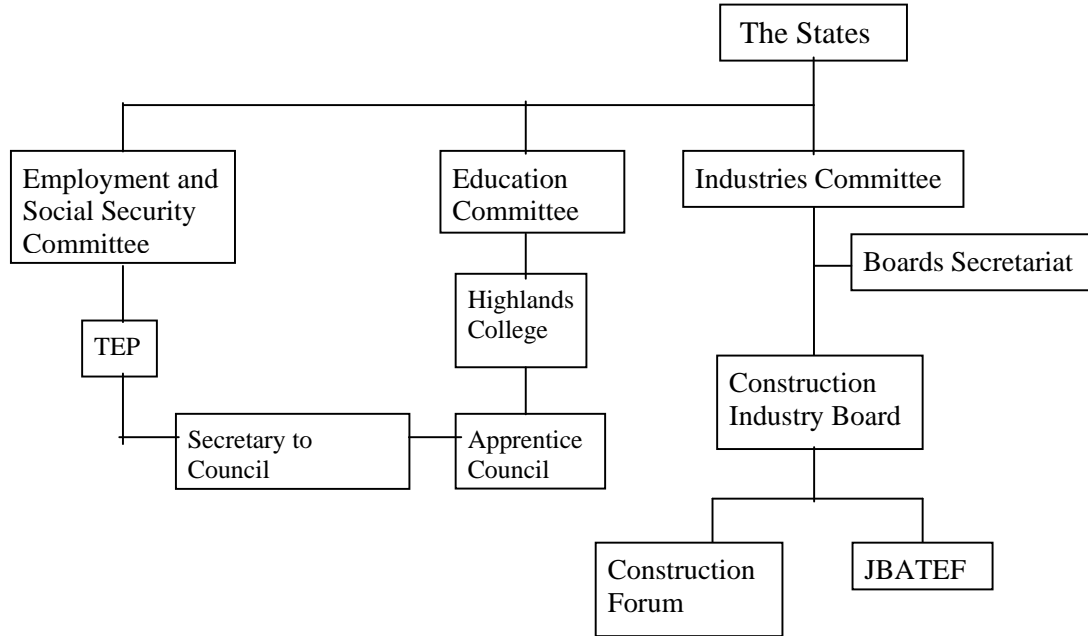 The States
Employment and
Social Security
Committee
Education
Committee
Industries Committee
Boards Secretariat
Highlands
College
TEP
Construction
Industry Board
Secretary to
Council
Apprentice
Council
Construction
Forum
JBATEF